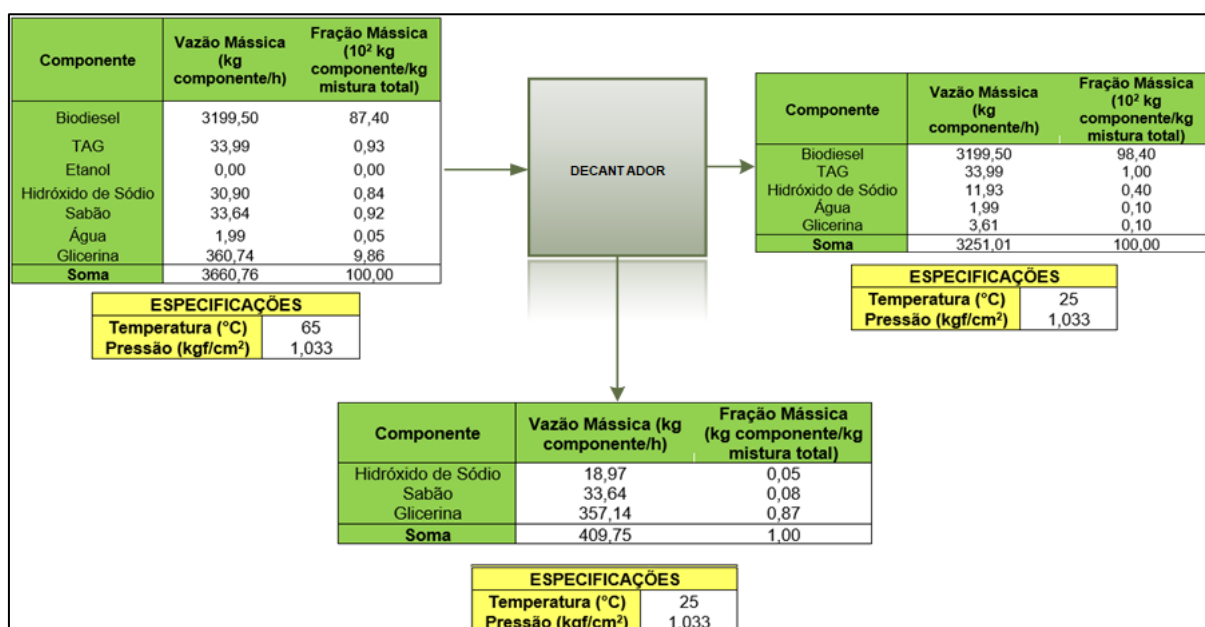 Componente Vazão Mássica (kg componente/h) Fração Mássica (10² kg componente/kg mistura total)
Biodiesel 3199,50 87,40
TAG 33,99 0,93
Etanol 0,00 0,00
Hidróxido de Sódio 30,90 0,84
Sabão 33,64 0,92
Água 1,99 0,05
Glicerina 360,74 9,86
Soma 3660,76 100,00
ESPECIFICAÇÕES
Temperatura (°C) 65
Pressão (kgf/cm²) 1,033
DECANTADOR
Componente Vazão Mássica (kg componente/h) Fração Mássica (10² kg componente/kg mistura total)
Biodiesel 3199,50 98,40
TAG 33,99 1,00
Hidróxido de Sódio 11,93 0,40
Água 1,99 0,10
Glicerina 3,61 0,10
Soma 3251,01 100,00
ESPECIFICAÇÕES
Temperatura (°C) 25
Pressão (kgf/cm²) 1,033
Componente Vazão Mássica (kg componente/h) Fração Mássica (kg componente/kg mistura total)
Hidróxido de Sódio 18,97 0,05
Sabão 33,64 0,08
Glicerina 357,14 0,87
Soma 409,75 1,00
ESPECIFICAÇÕES
Temperatura (°C) 25
Pressão (kgf/cm²) 1,033